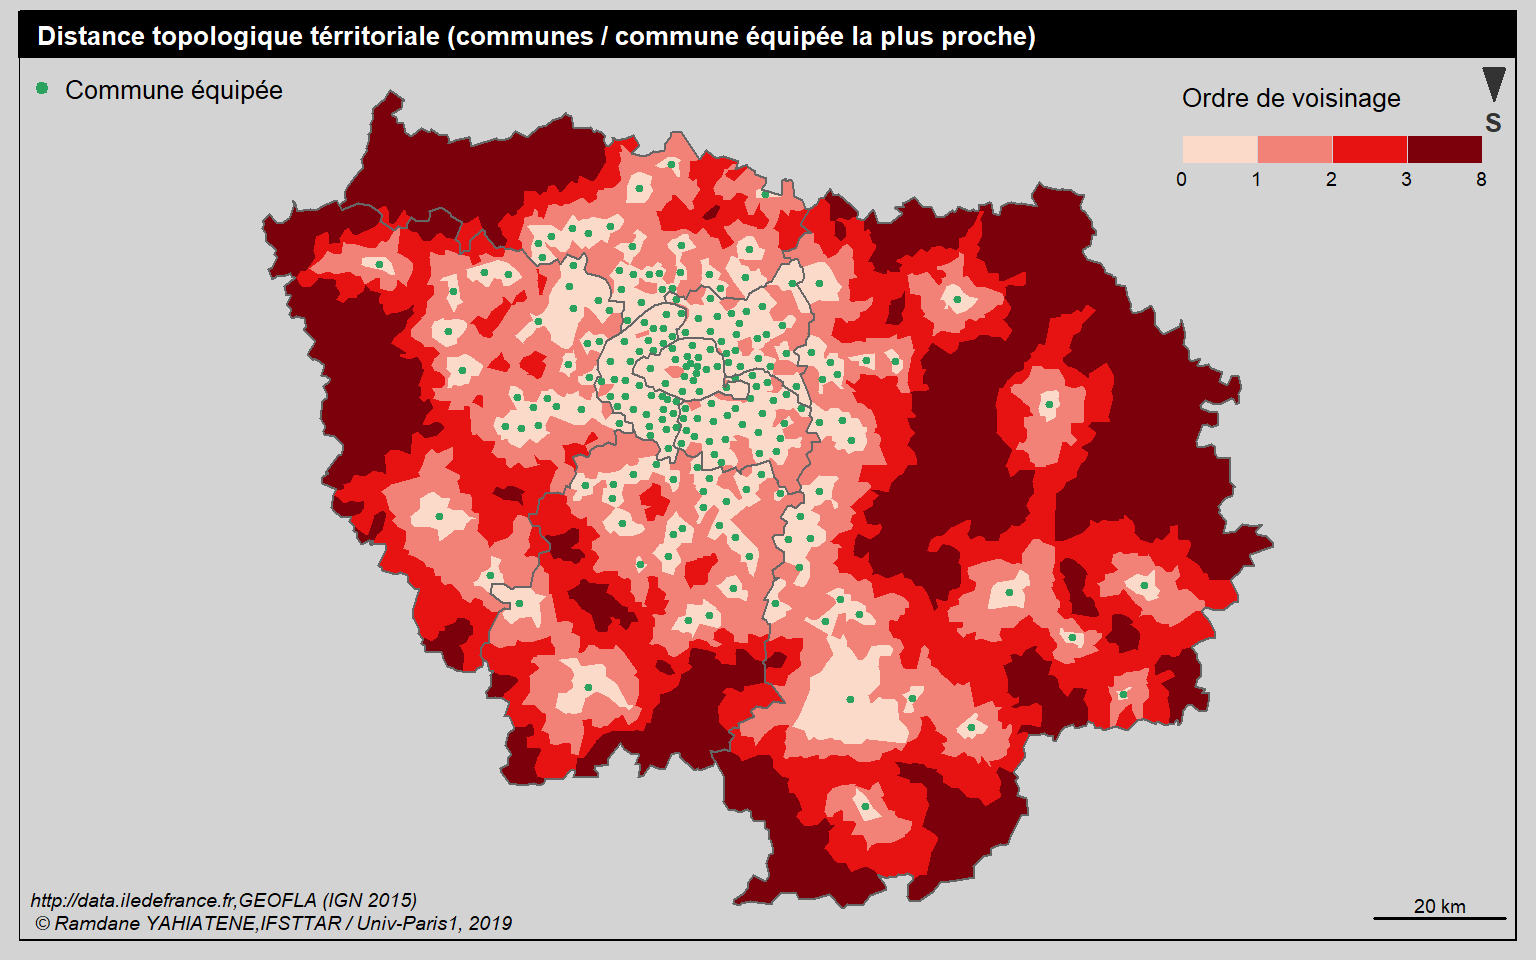 Distance topologique térritoriale (communes / commune équipée la plus proche)
Commune équipée
Ordre de voisinage
S
0 1 2 3 8
http://data.iledefrance.fr,GEOFLA (IGN 2015)
© Ramdane YAHIATENE,IFSTTAR / Univ-Paris1, 2019
20 km